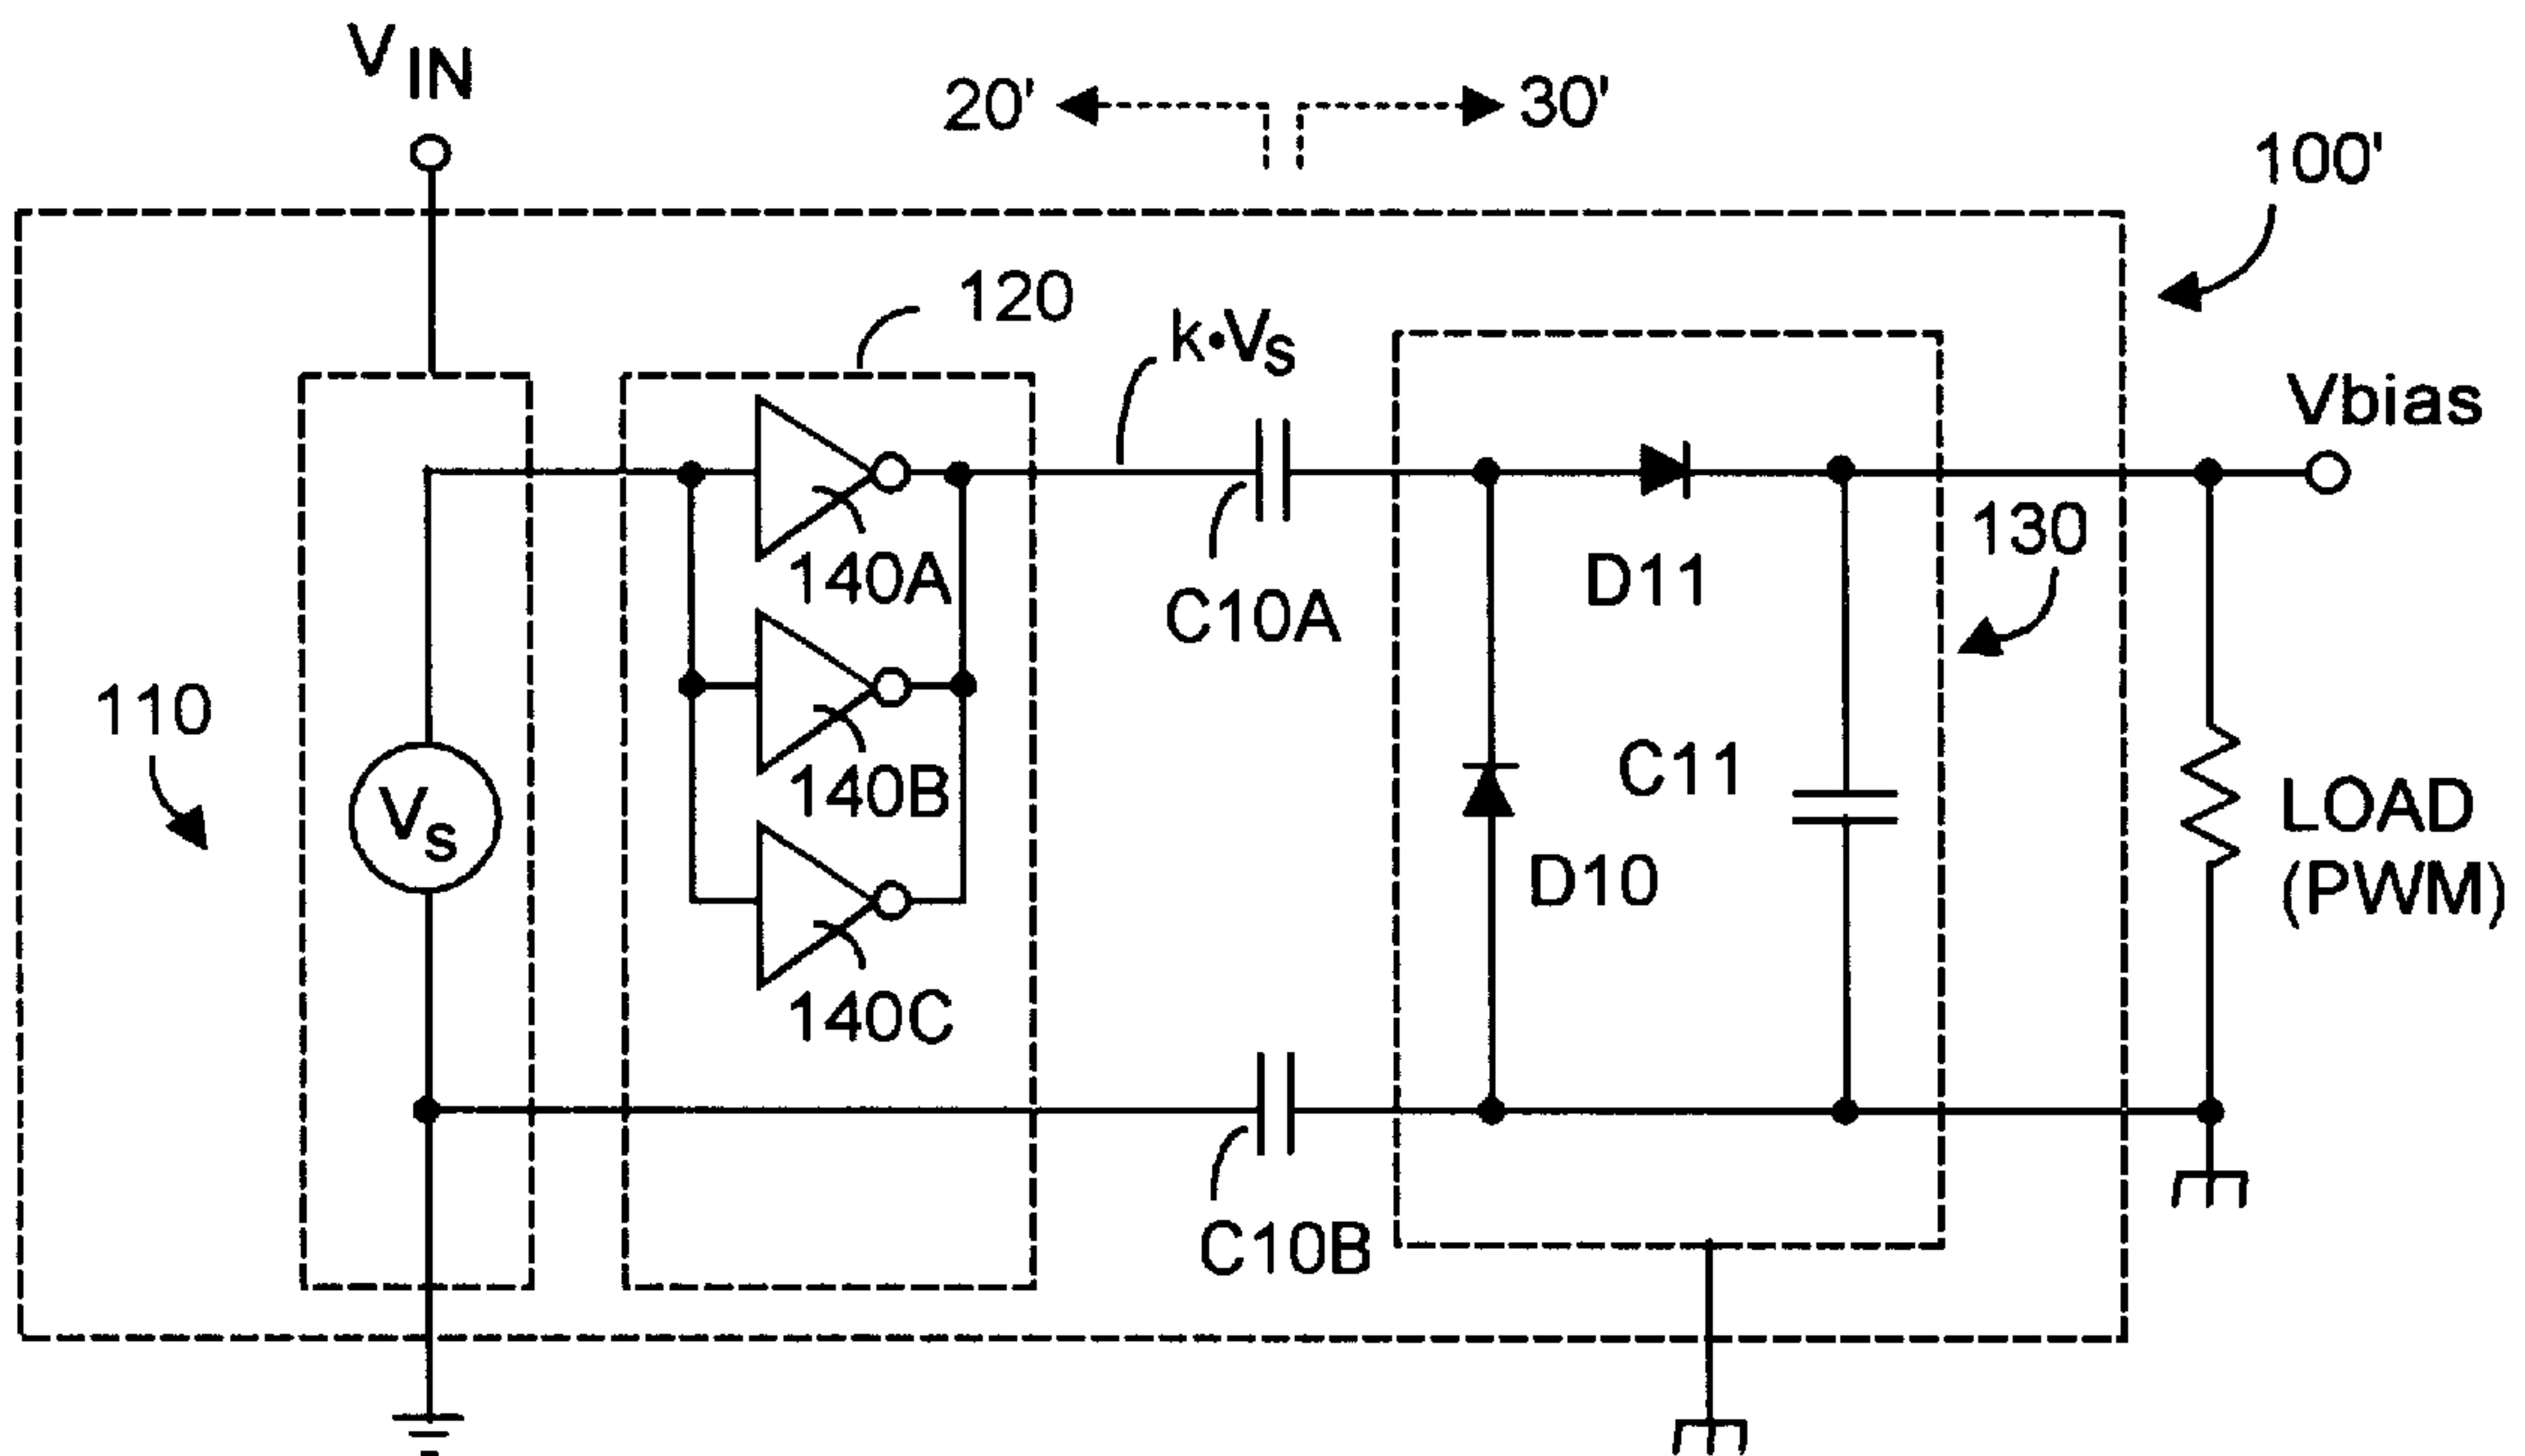 VIN
20' 30'
100'
120
k•VS
Vbias
130
140A
D11
C10A
110
140B
C11
VS
LOAD
(PWM)
D10
140C
C10B